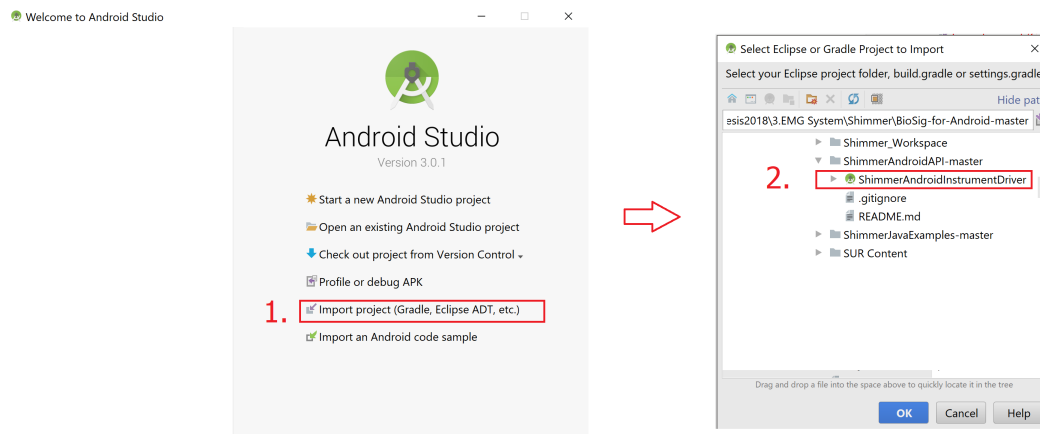 Welcome to Android Studio
Android Studio
Version 3.0.1
Start a new Android Studio project
Open an existing Android Studio project
Check out project from Version Control
Profile or debug APK
1.
Import project (Gradle, Eclipse ADT, etc.)
Import an Android code sample
Select Eclipse or Gradle Project to Import
Select your Eclipse project folder, build.gradle or settings.gradle
Hide pat
esis2018\3.EMG System\Shimmer\BioSig-for-Android-master
Shimmer_Workspace
ShimmerAndroidAPI-master
2.
ShimmerAndroidInstrumentDriver
.gitignore
README.md
ShimmerJavaExamples-master
SUR Content
Drag and drop a file into the space above to quickly locate it in the tree
OK
Cancel
Help